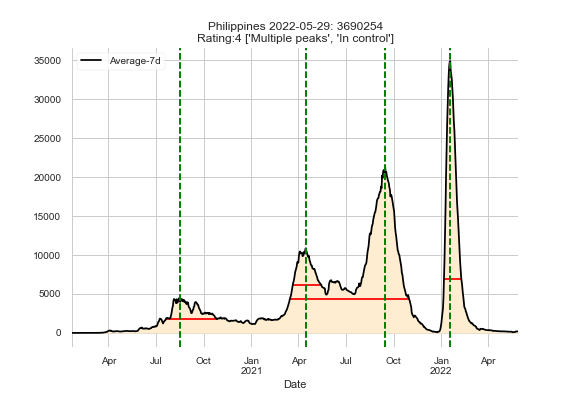 Philippines 2022-05-29: 3690254
Rating:4 ['Multiple peaks', 'In control']
Average-7d
35000
30000
25000
20000
15000
10000
5000
0
Apr Jul Oct Jan Apr Jul Oct Jan Apr
2021 2022
Date